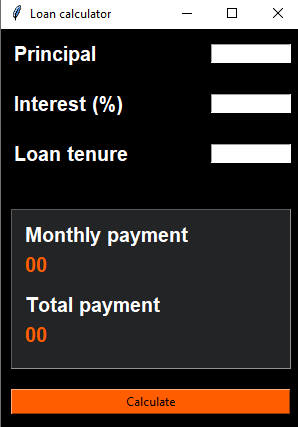 Loan calculator
Principal
Interest (%)
Loan tenure
Monthly payment
00
Total payment
00
Calculate